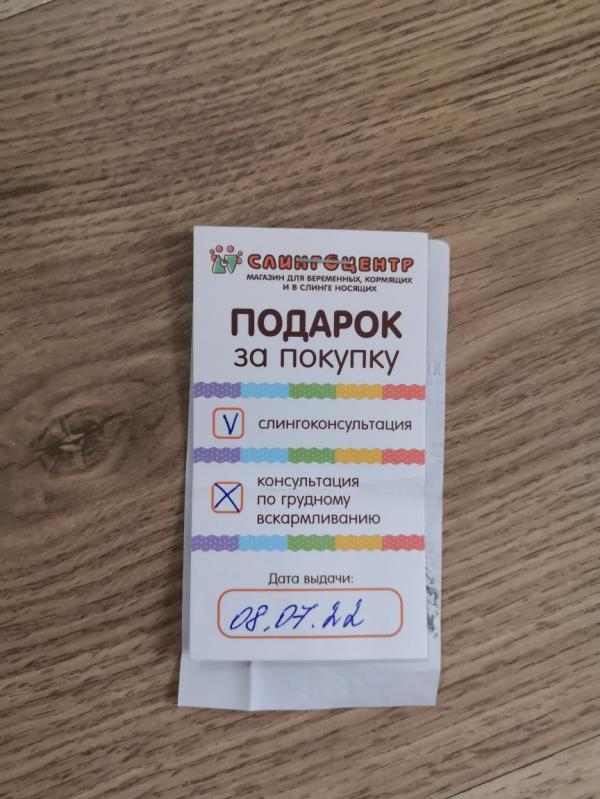 СЛИНГОЦЕНТР
МАГАЗИН ДЛЯ БЕРЕМЕННЫХ, КОРМЯЩИХ
И В СЛИНГЕ НОСЯЩИХ
ПОДАРОК
за покупку
V слингоконсультация
X консультация
по грудному
вскармливанию
Дата выдачи:
08.07.22